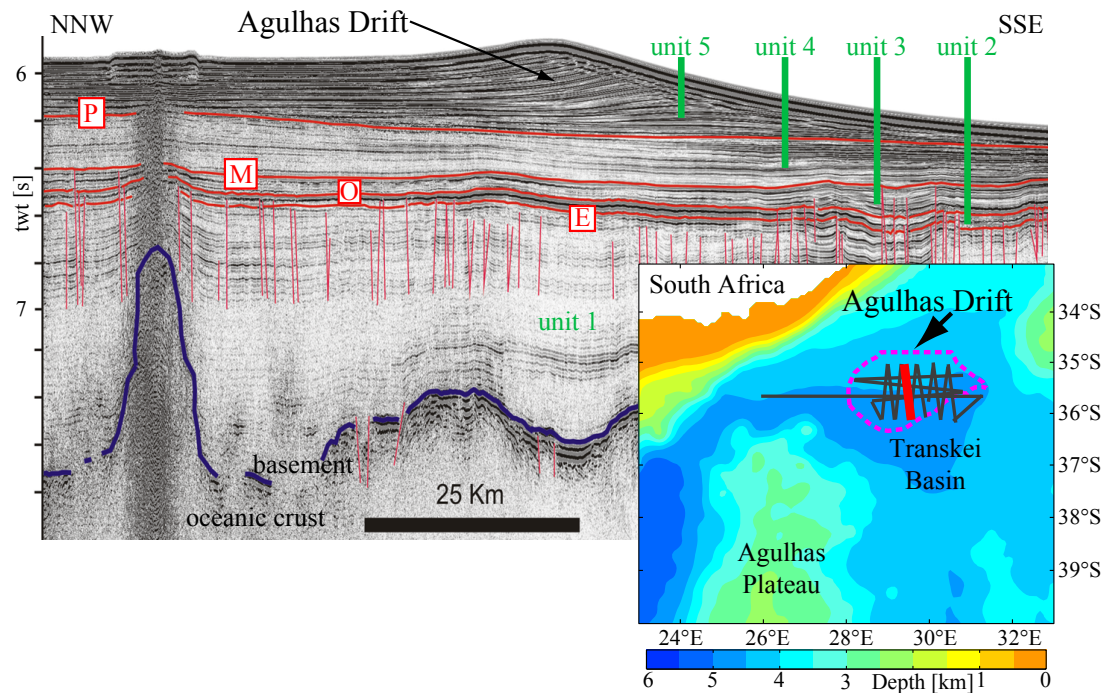 NNW
Agulhas Drift
SSE
unit 5
unit 4
unit 3
unit 2
6
P
M
O
E
twt [s]
7
unit 1
basement
25 Km
oceanic crust
South Africa
Agulhas Drift
34°S
35°S
36°S
37°S
38°S
39°S
Transkei
Basin
Agulhas
Plateau
24°E
26°E
28°E
30°E
32°E
6
5
4
3
Depth [km]
1
0